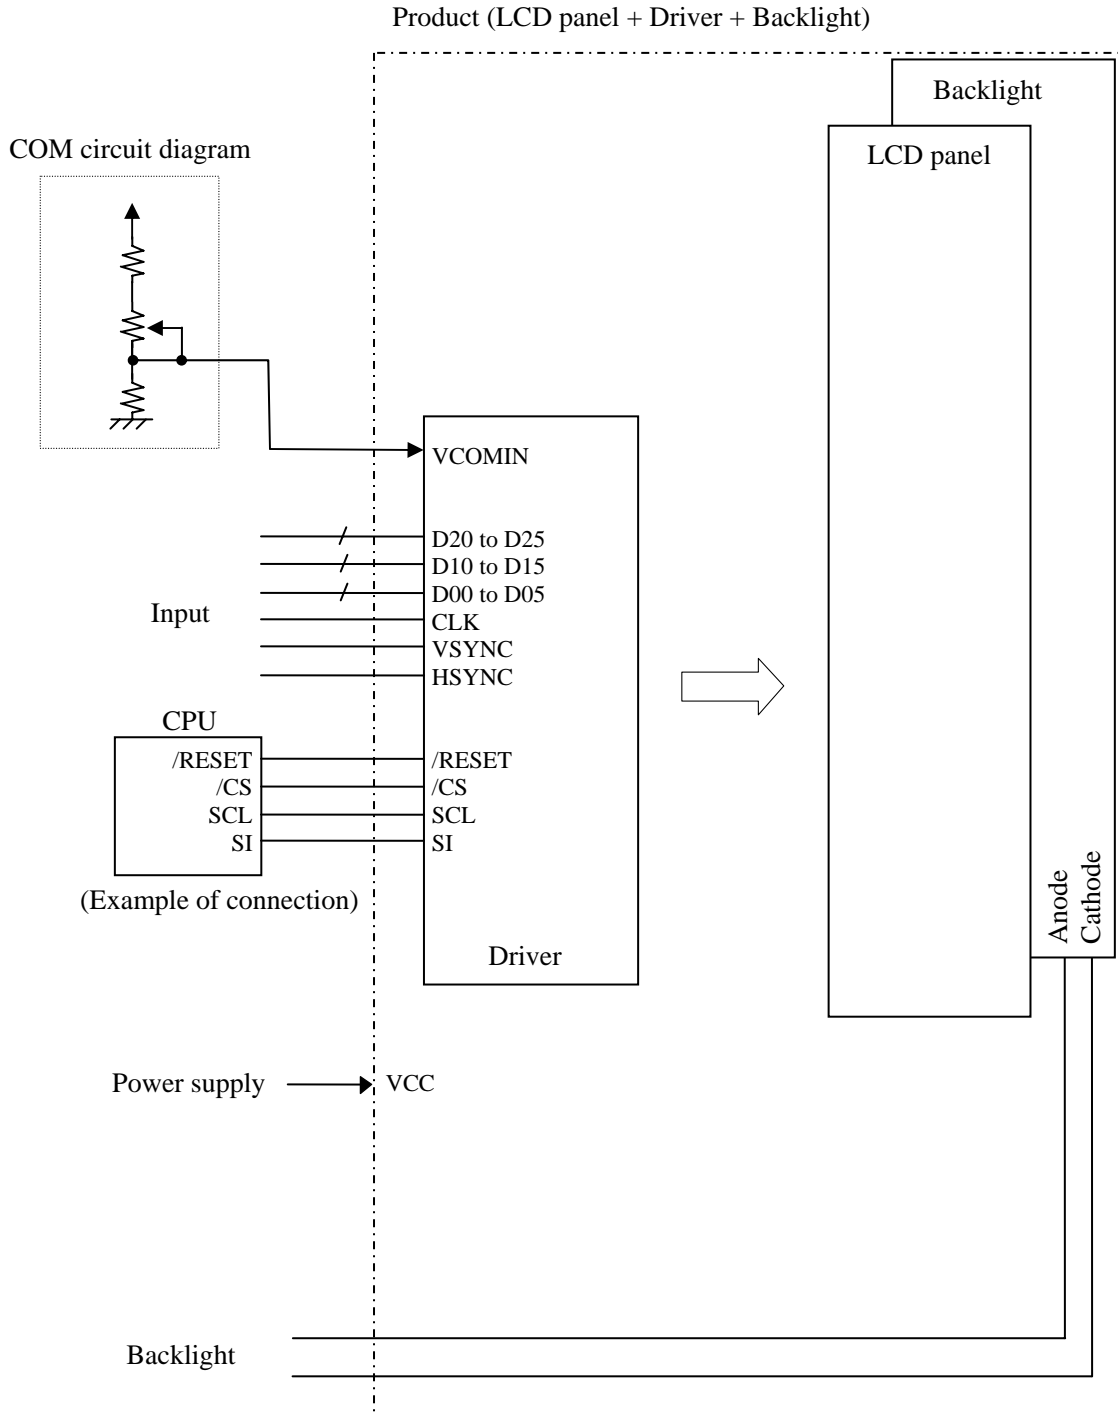 Product (LCD panel + Driver + Backlight)
Backlight
LCD panel
COM circuit diagram
VCOMIN
D20 to D25
D10 to D15
D00 to D05
Input
CLK
VSYNC
HSYNC
CPU
/RESET
/CS
SCL
SI
/RESET
/CS
SCL
SI
(Example of connection)
Anode
Cathode
Driver
Power supply
VCC
Backlight